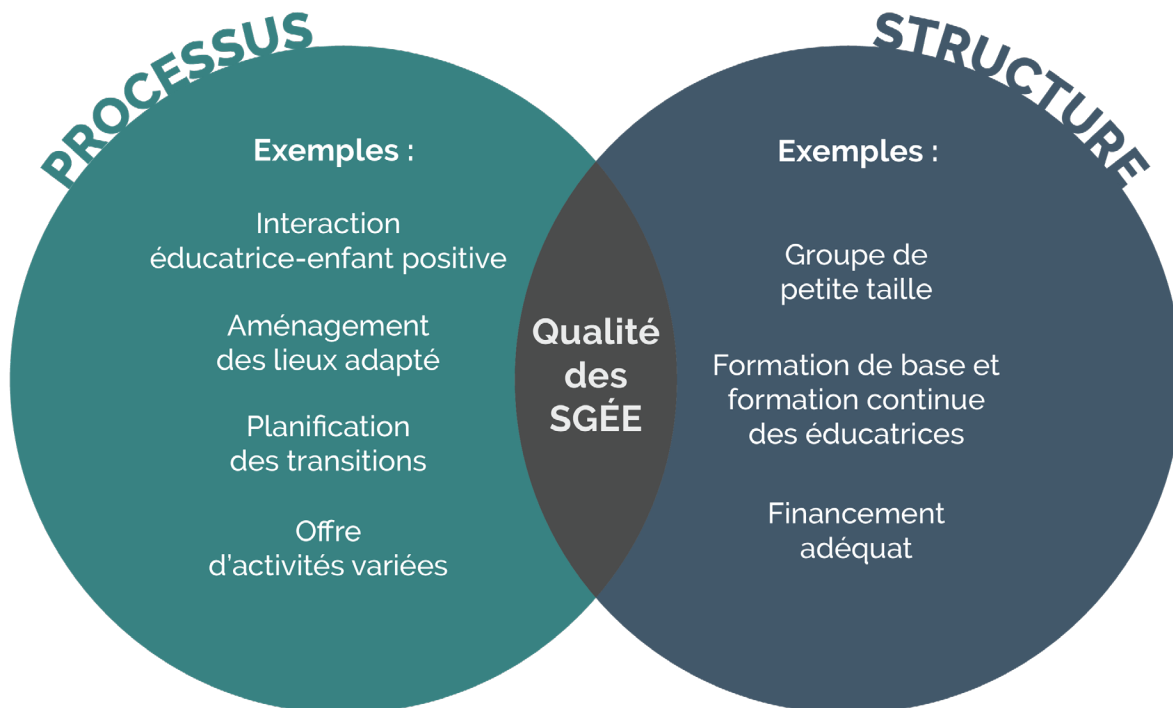 PROCESSUS
Exemples :
Interaction
éducatrice-enfant positive
Aménagement
des lieux adapté
Planification
des transitions
Offre
d'activités variées
Qualité
des
SGÉE
STRUCTURE
Exemples :
Groupe de
petite taille
Formation de base et
formation continue
des éducatrices
Financement
adéquat